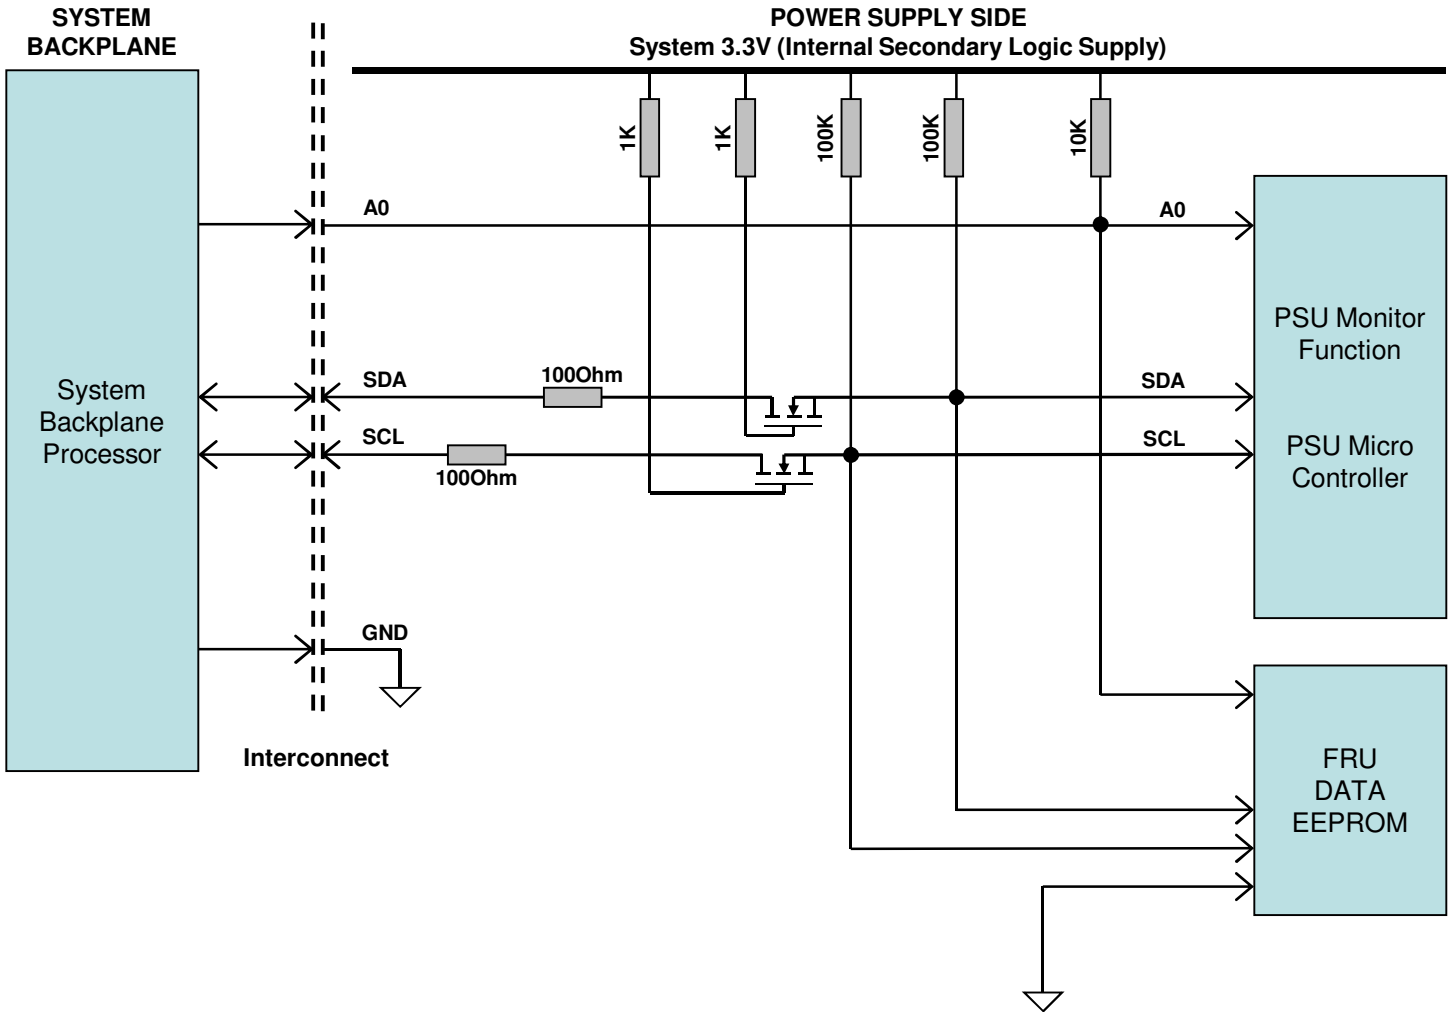 SYSTEM
BACKPLANE
POWER SUPPLY SIDE
System 3.3V (Internal Secondary Logic Supply)
1K
1K
100K
100K
10K
A0
A0
System
Backplane
Processor
SDA
100Ohm
SDA
SCL
100Ohm
SCL
PSU Monitor
Function
PSU Micro
Controller
GND
Interconnect
FRU
DATA
EEPROM